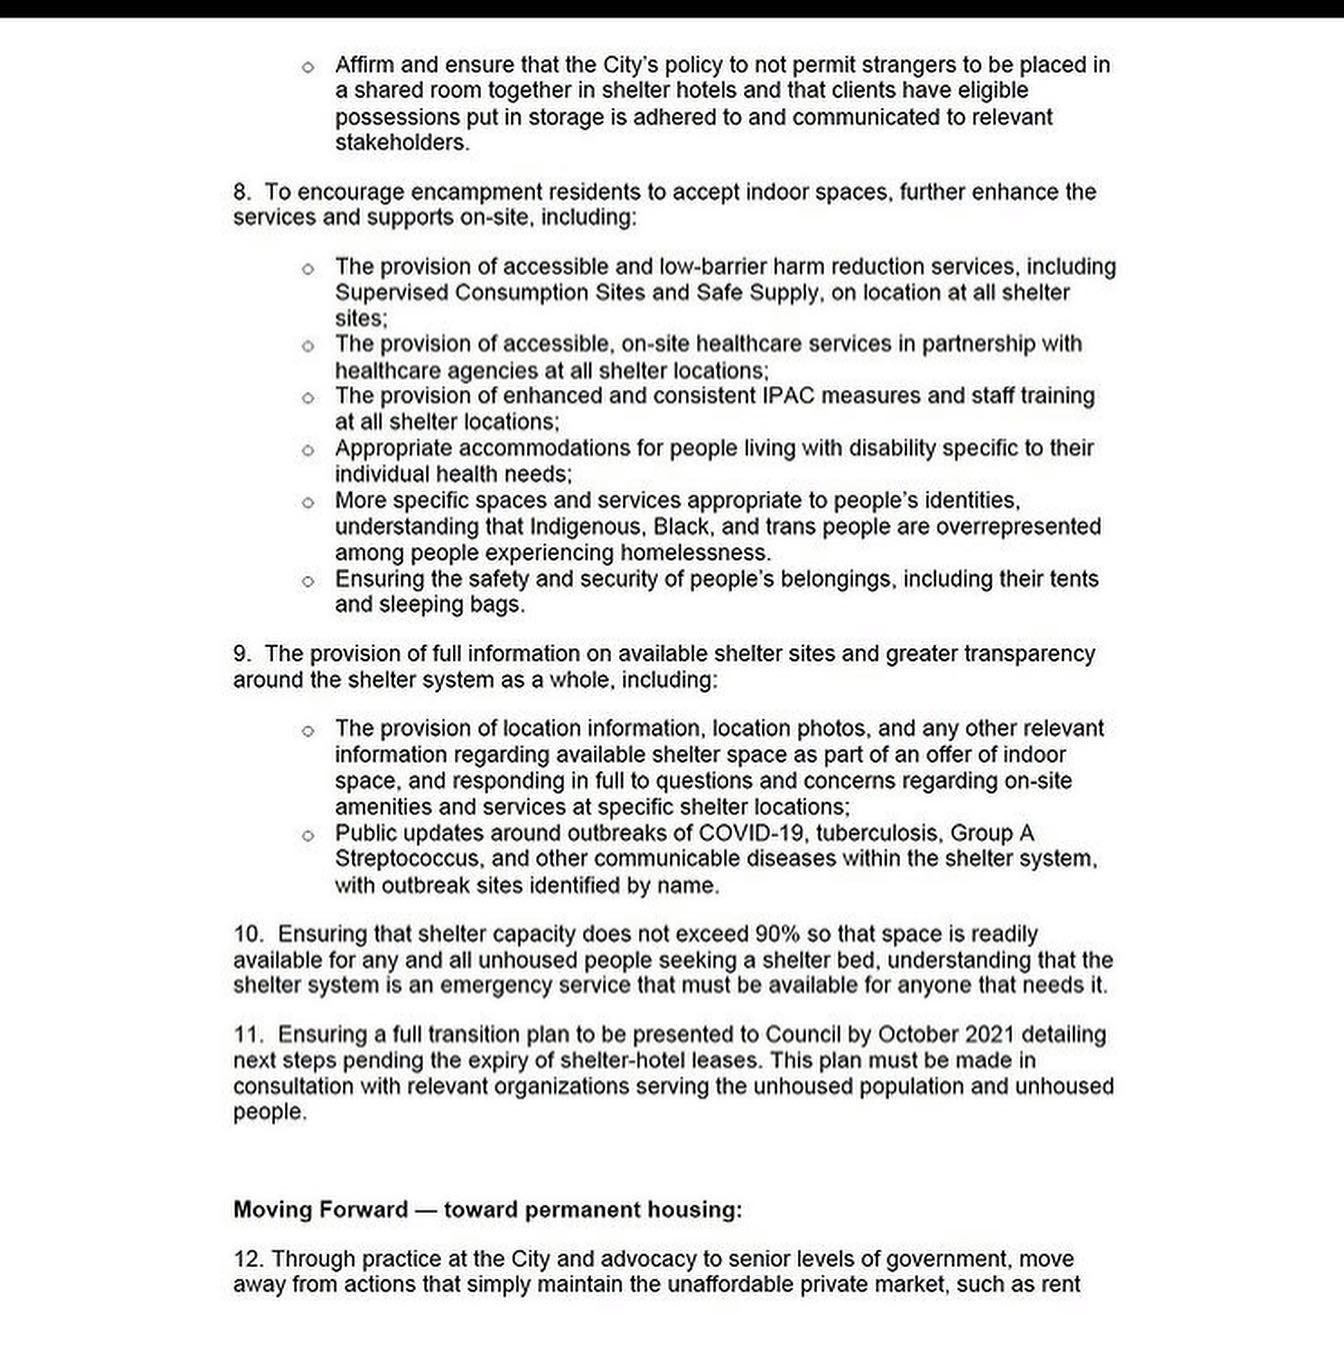 ○ Affirm and ensure that the City's policy to not permit strangers to be placed in
a shared room together in shelter hotels and that clients have eligible
possessions put in storage is adhered to and communicated to relevant
stakeholders.
8. To encourage encampment residents to accept indoor spaces, further enhance the
services and supports on-site, including:
○ The provision of accessible and low-barrier harm reduction services, including
Supervised Consumption Sites and Safe Supply, on location at all shelter
sites;
○ The provision of accessible, on-site healthcare services in partnership with
healthcare agencies at all shelter locations;
○ The provision of enhanced and consistent IPAC measures and staff training
at all shelter locations;
○ Appropriate accommodations for people living with disability specific to their
individual health needs;
○ More specific spaces and services appropriate to people's identities,
understanding that Indigenous, Black, and trans people are overrepresented
among people experiencing homelessness.
○ Ensuring the safety and security of people's belongings, including their tents
and sleeping bags.
9. The provision of full information on available shelter sites and greater transparency
around the shelter system as a whole, including:
○ The provision of location information, location photos, and any other relevant
information regarding available shelter space as part of an offer of indoor
space, and responding in full to questions and concerns regarding on-site
amenities and services at specific shelter locations;
○ Public updates around outbreaks of COVID-19, tuberculosis, Group A
Streptococcus, and other communicable diseases within the shelter system,
with outbreak sites identified by name.
10. Ensuring that shelter capacity does not exceed 90% so that space is readily
available for any and all unhoused people seeking a shelter bed, understanding that the
shelter system is an emergency service that must be available for anyone that needs it.
11. Ensuring a full transition plan to be presented to Council by October 2021 detailing
next steps pending the expiry of shelter-hotel leases. This plan must be made in
consultation with relevant organizations serving the unhoused population and unhoused
people.
Moving Forward — toward permanent housing:
12. Through practice at the City and advocacy to senior levels of government, move
away from actions that simply maintain the unaffordable private market, such as rent